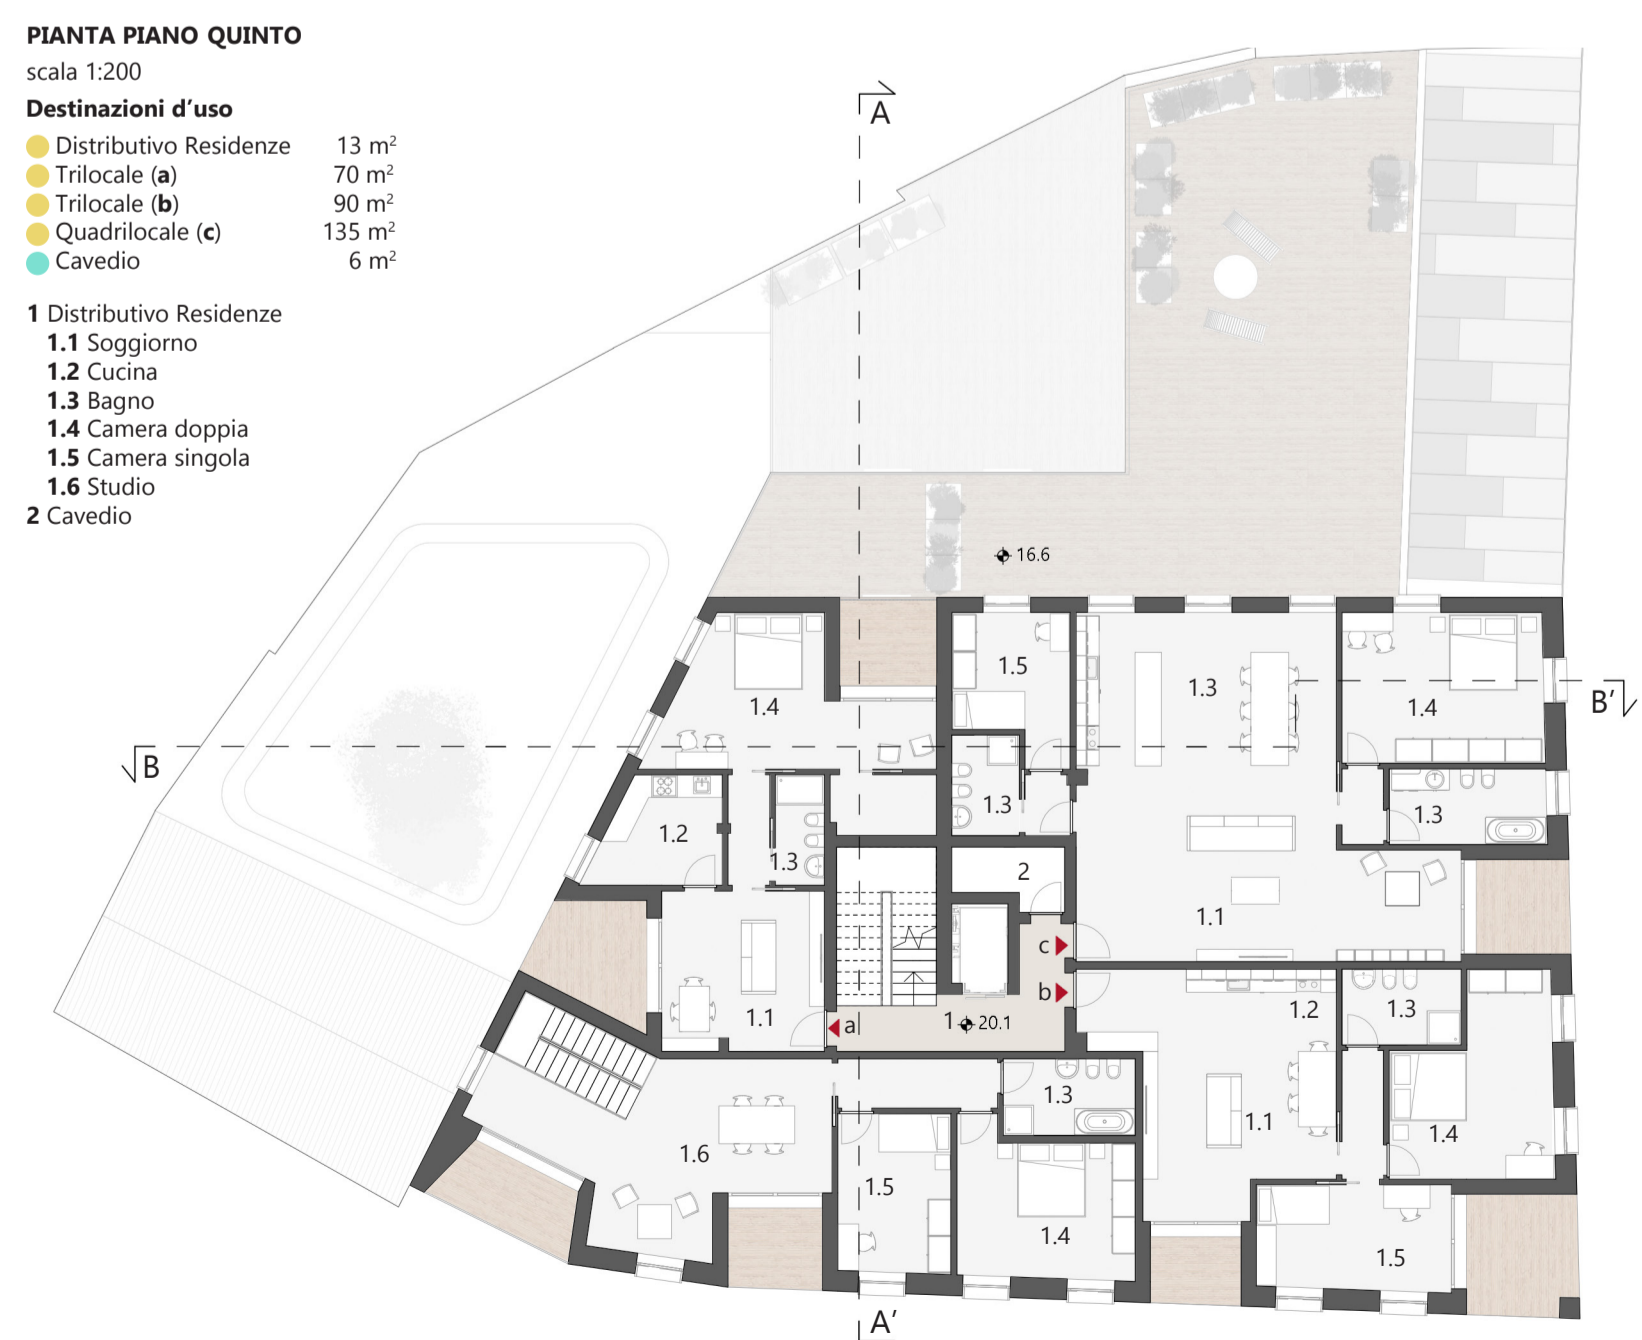 PIANTA PIANO QUINTO
scala 1:200
Destinazioni d’uso
Distributivo Residenze 13 m²
Trilocale (a) 70 m²
Trilocale (b) 90 m²
Quadrilocale (c) 135 m²
Cavedio 6 m²
1 Distributivo Residenze
1.1 Soggiorno
1.2 Cucina
1.3 Bagno
1.4 Camera doppia
1.5 Camera singola
1.6 Studio
2 Cavedio
A
16.6
1.5
1.3
1.4
1.4
B’
B
1.3
1.3
1.2
1.3
2
1.1
c
b
1.1
a
1
20.1
1.2
1.3
1.3
1.1
1.4
1.6
1.5
1.4
1.5
A’